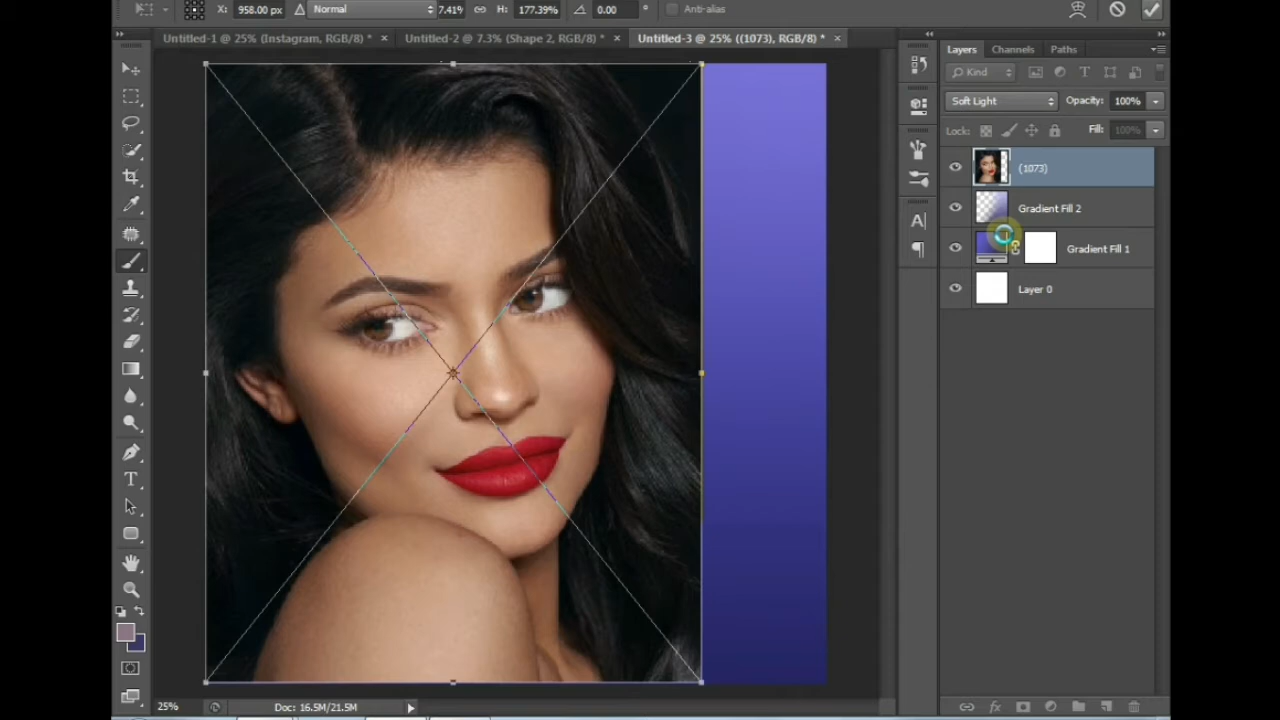 X: 958.00 px 7.41% H: 177.39% 0.00 ° Anti-alias
Normal
Untitled-1 @ 25% (Instagram, RGB/8) * × Untitled-2 @ 7.3% (Shape 2, RGB/8) * × Untitled-3 @ 25% ((1073), RGB/8) * ×
Layers Channels Paths
Kind T
Soft Light Opacity: 100%
Lock: Fill: 100%
(1073)
Gradient Fill 2
A
Gradient Fill 1
Layer 0
T
25% Doc: 16.5M/21.5M
fx